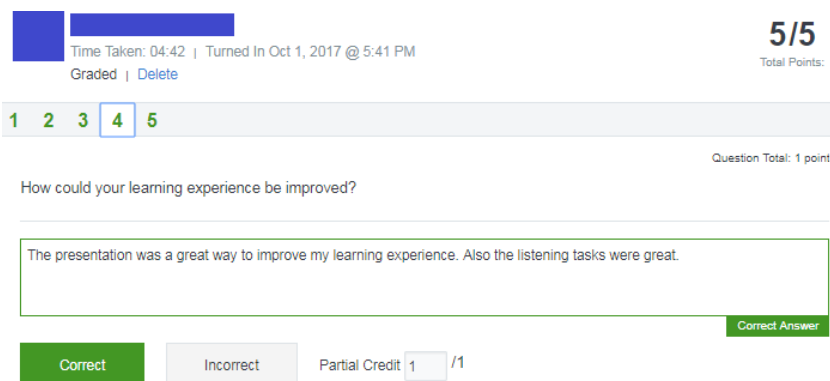 5/5
Time Taken: 04:42 | Turned In Oct 1, 2017 @ 5:41 PM
Total Points:
Graded | Delete
1 2 3 4 5
Question Total: 1 point
How could your learning experience be improved?
The presentation was a great way to improve my learning experience. Also the listening tasks were great.
Correct Answer
Correct Incorrect Partial Credit 1 /1